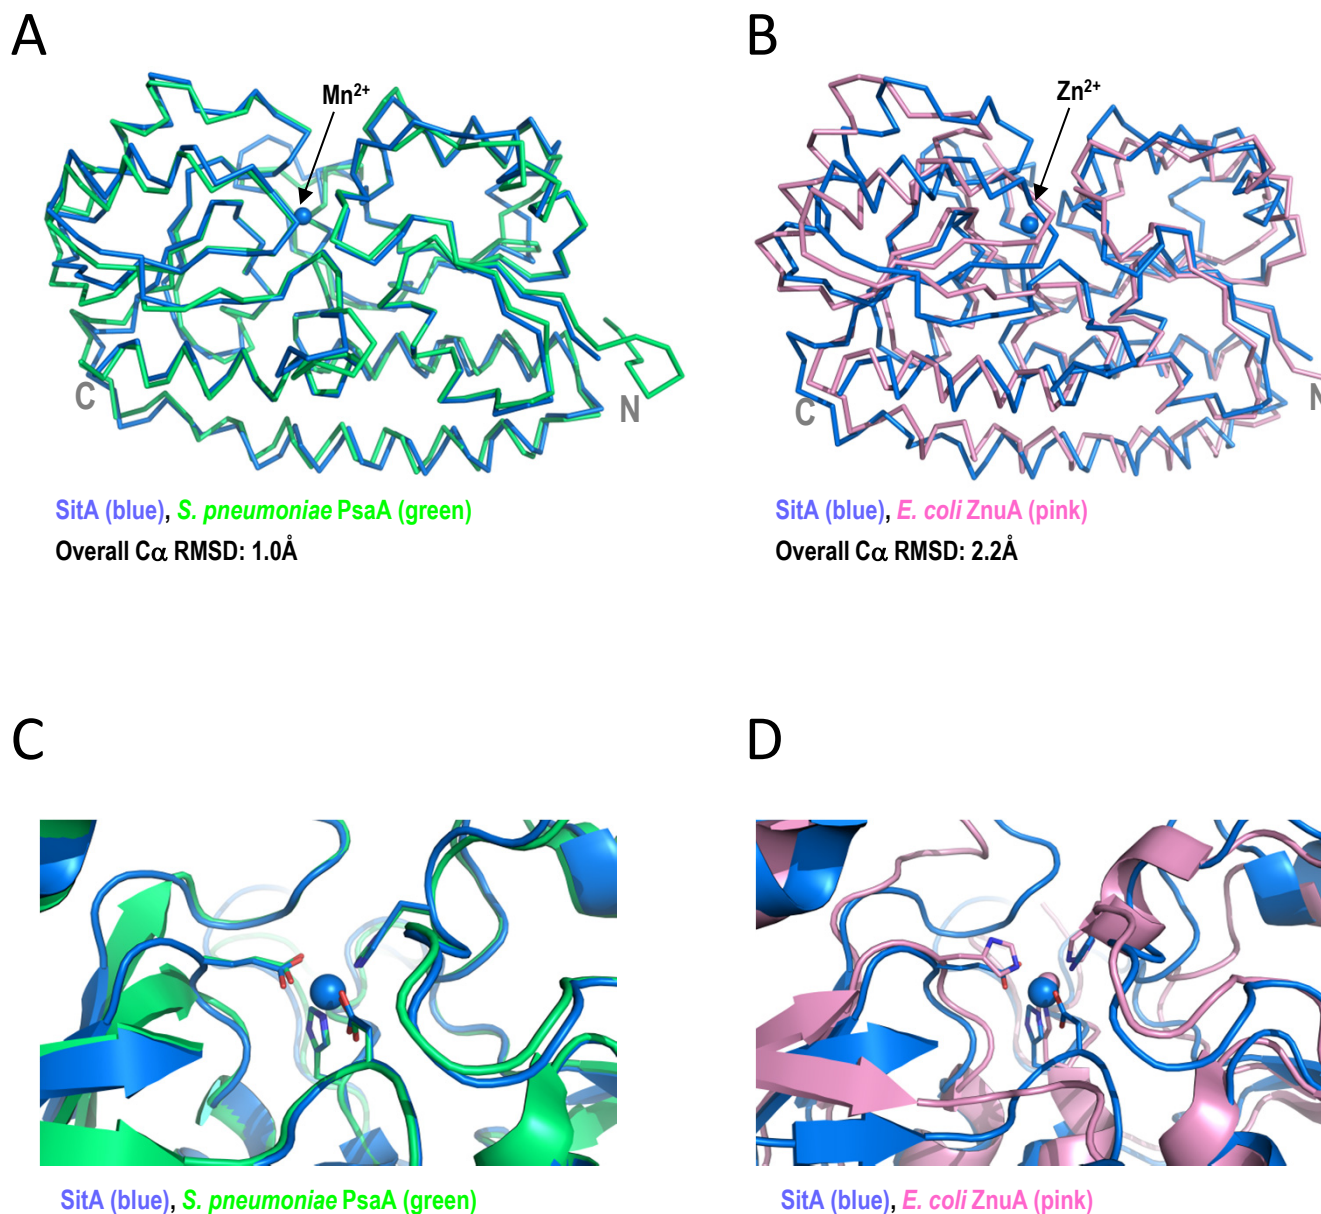 A
B
Mn2+
Zn2+
C
N
C
N
SitA (blue), S. pneumoniae PsaA (green)
SitA (blue), E. coli ZnuA (pink)
Overall Cα RMSD: 1.0Å
Overall Cα RMSD: 2.2Å
C
D
SitA (blue), S. pneumoniae PsaA (green)
SitA (blue), E. coli ZnuA (pink)